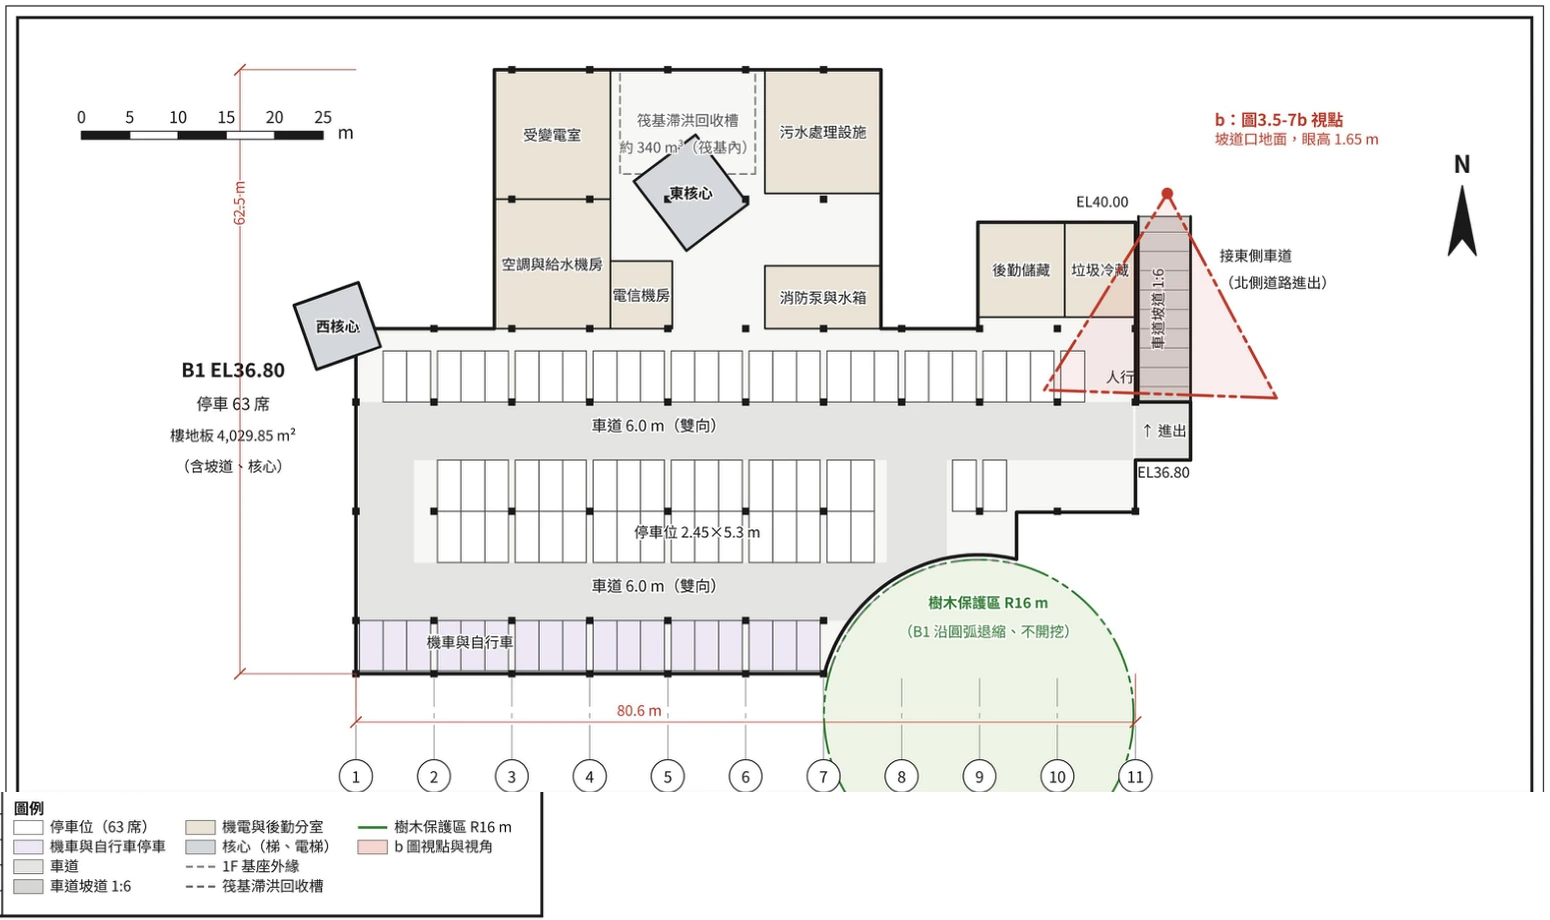 0 5 10 15 20 25 m
62.5 m
受變電室
筏基滯洪回收槽
約 340 m³（筏基內）
污水處理設施
東核心
空調與給水機房
電信機房
消防泵與水箱
西核心
b：圖3.5-7b 視點
坡道口地面，眼高 1.65 m
N
EL40.00
後勤儲藏
垃圾冷藏
車道坡道 1:6
接東側車道
（北側道路進出）
人行
B1 EL36.80
停車 63 席
樓地板 4,029.85 m²
（含坡道、核心）
車道 6.0 m（雙向）
↑ 進出
EL36.80
停車位 2.45×5.3 m
車道 6.0 m（雙向）
機車與自行車
樹木保護區 R16 m
（B1 沿圓弧退縮、不開挖）
80.6 m
1 2 3 4 5 6 7 8 9 10 11
圖例
停車位（63 席）
機車與自行車停車
車道
車道坡道 1:6
機電與後勤分室
核心（梯、電梯）
1F 基座外緣
筏基滯洪回收槽
樹木保護區 R16 m
b 圖視點與視角